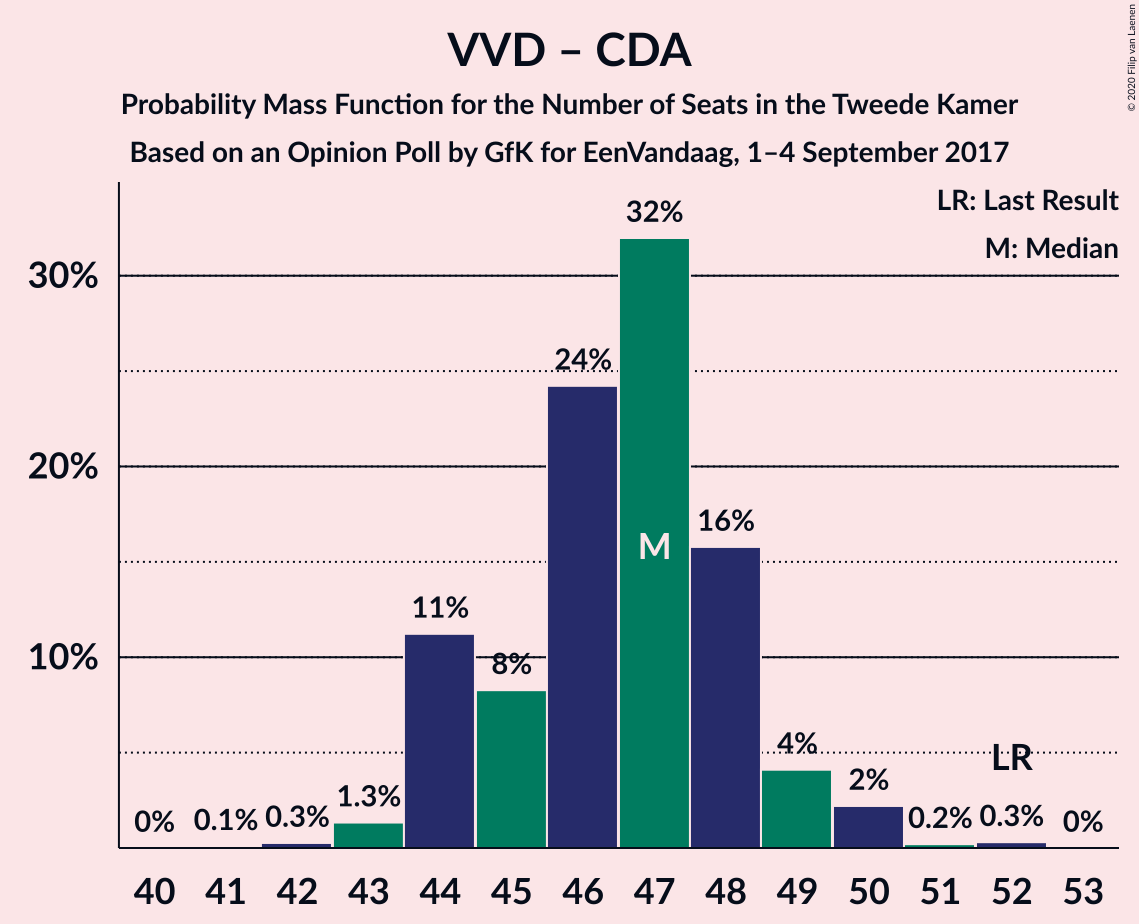 VVD – CDA
Probability Mass Function for the Number of Seats in the Tweede Kamer
Based on an Opinion Poll by GfK for EenVandaag, 1–4 September 2017
© 2020 Filip van Laenen
LR: Last Result
M: Median
30%
20%
10%
0%
0.1%
0.3%
1.3%
11%
8%
24%
32%
M
16%
4%
2%
0.2%
LR
0.3%
0%
40 41 42 43 44 45 46 47 48 49 50 51 52 53